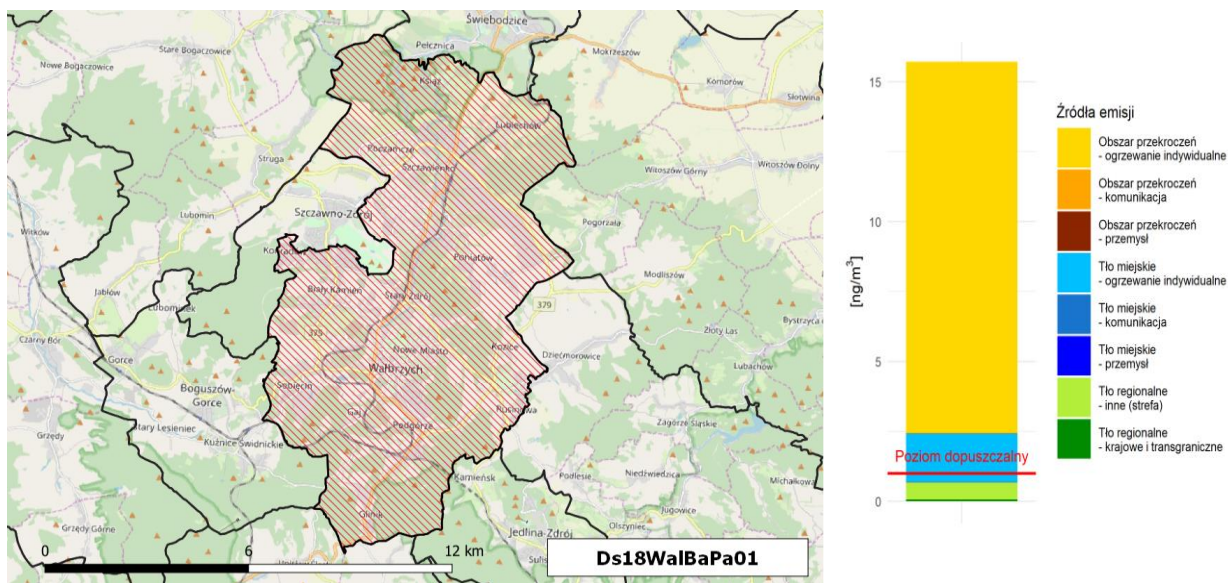 Świebodzice
Pełcznica
Stare Bogaczowice
Mokrzeszów
Nowe Bogaczowice
Książ
Komorów
Słotwina
Lubiechów
Struga
Podzamcze
Szczawienko
Witoszów Dolny
Witoszów Górny
Lubomin
Szczawno-Zdrój
Pogorzała
Witków
Konradów
Poniatów
Modliszów
Jabłów
Biały Kamień
Stary Zdrój
Lubominek
379
Bystrzyca
375
Czarny Bór
Gorce
Nowe Miasto
Kozice
Złoty Las
Dziećmorowice
Wałbrzych
Lubachów
Boguszów-
Gorce
Sobięcin
Gaj
Rusinowa
Stary Lesieniec
Podgórze
Zagórze Śląskie
Grzędy
Kuźnice Świdnickie
Kamieńsk
Podlesie
Niedźwiedzica
Michałkowa
Glinik
Jugowice
Grzędy Górne
Jedlina-Zdrój
Olszyniec
0
6
12 km
Ds18WalBaPa01
[ng/m³]
15
10
5
0
Poziom dopuszczalny
Źródła emisji
Obszar przekroczeń
- ogrzewanie indywidualne
Obszar przekroczeń
- komunikacja
Obszar przekroczeń
- przemysł
Tło miejskie
- ogrzewanie indywidualne
Tło miejskie
- komunikacja
Tło miejskie
- przemysł
Tło regionalne
- inne (strefa)
Tło regionalne
- krajowe i transgraniczne